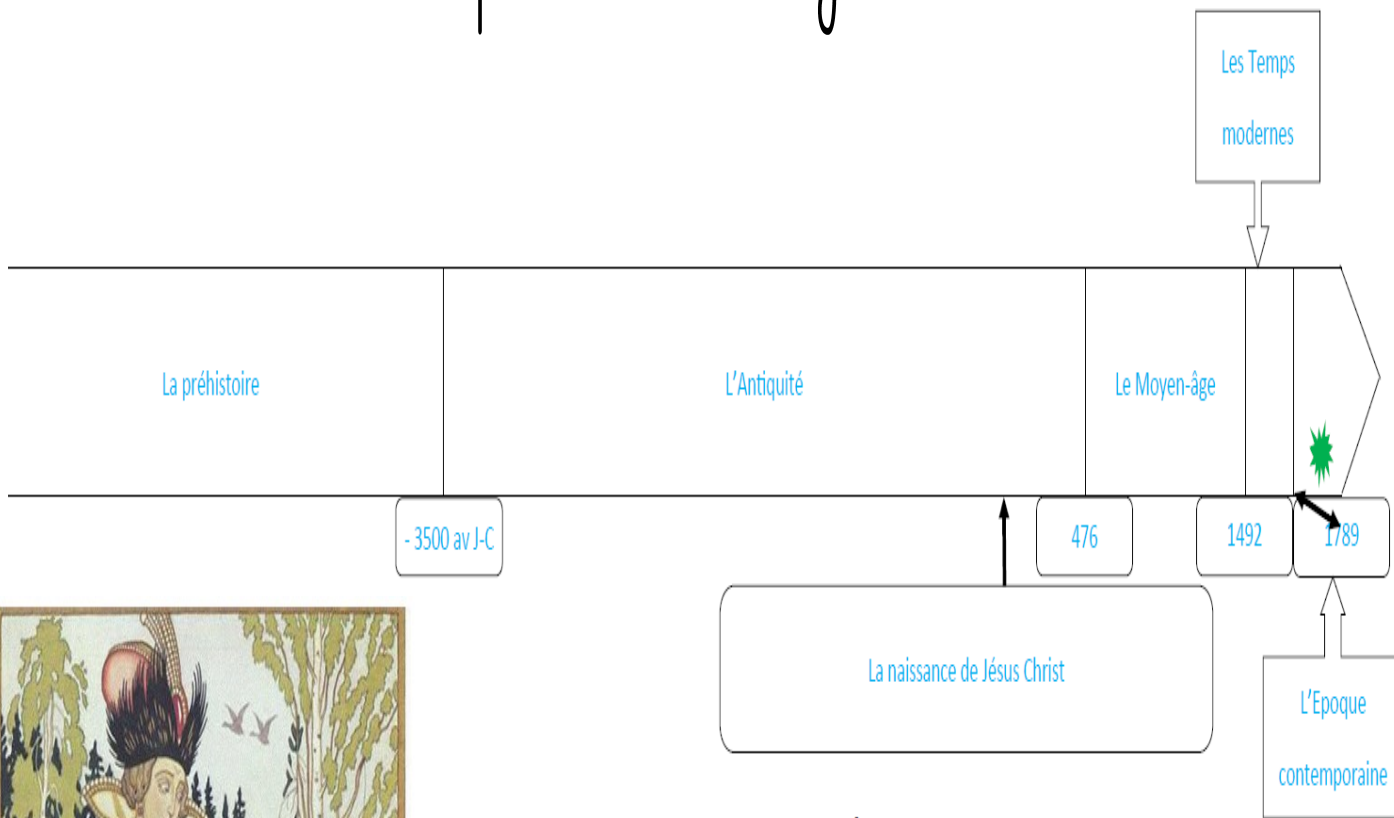 Les Temps
modernes
La préhistoire
L'Antiquité
Le Moyen-âge
- 3500 av J-C
476
1492
1789
La naissance de Jésus Christ
L'Epoque
contemporaine